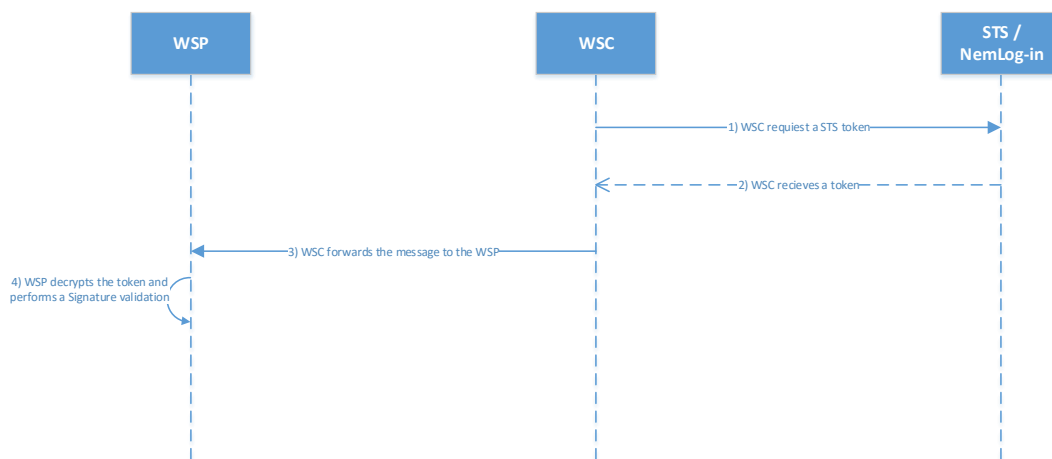 WSP
WSC
STS /
NemLog-in
1) WSC requiest a STS token
2) WSC recieves a token
3) WSC forwards the message to the WSP
4) WSP decrypts the token and
performs a Signature validation